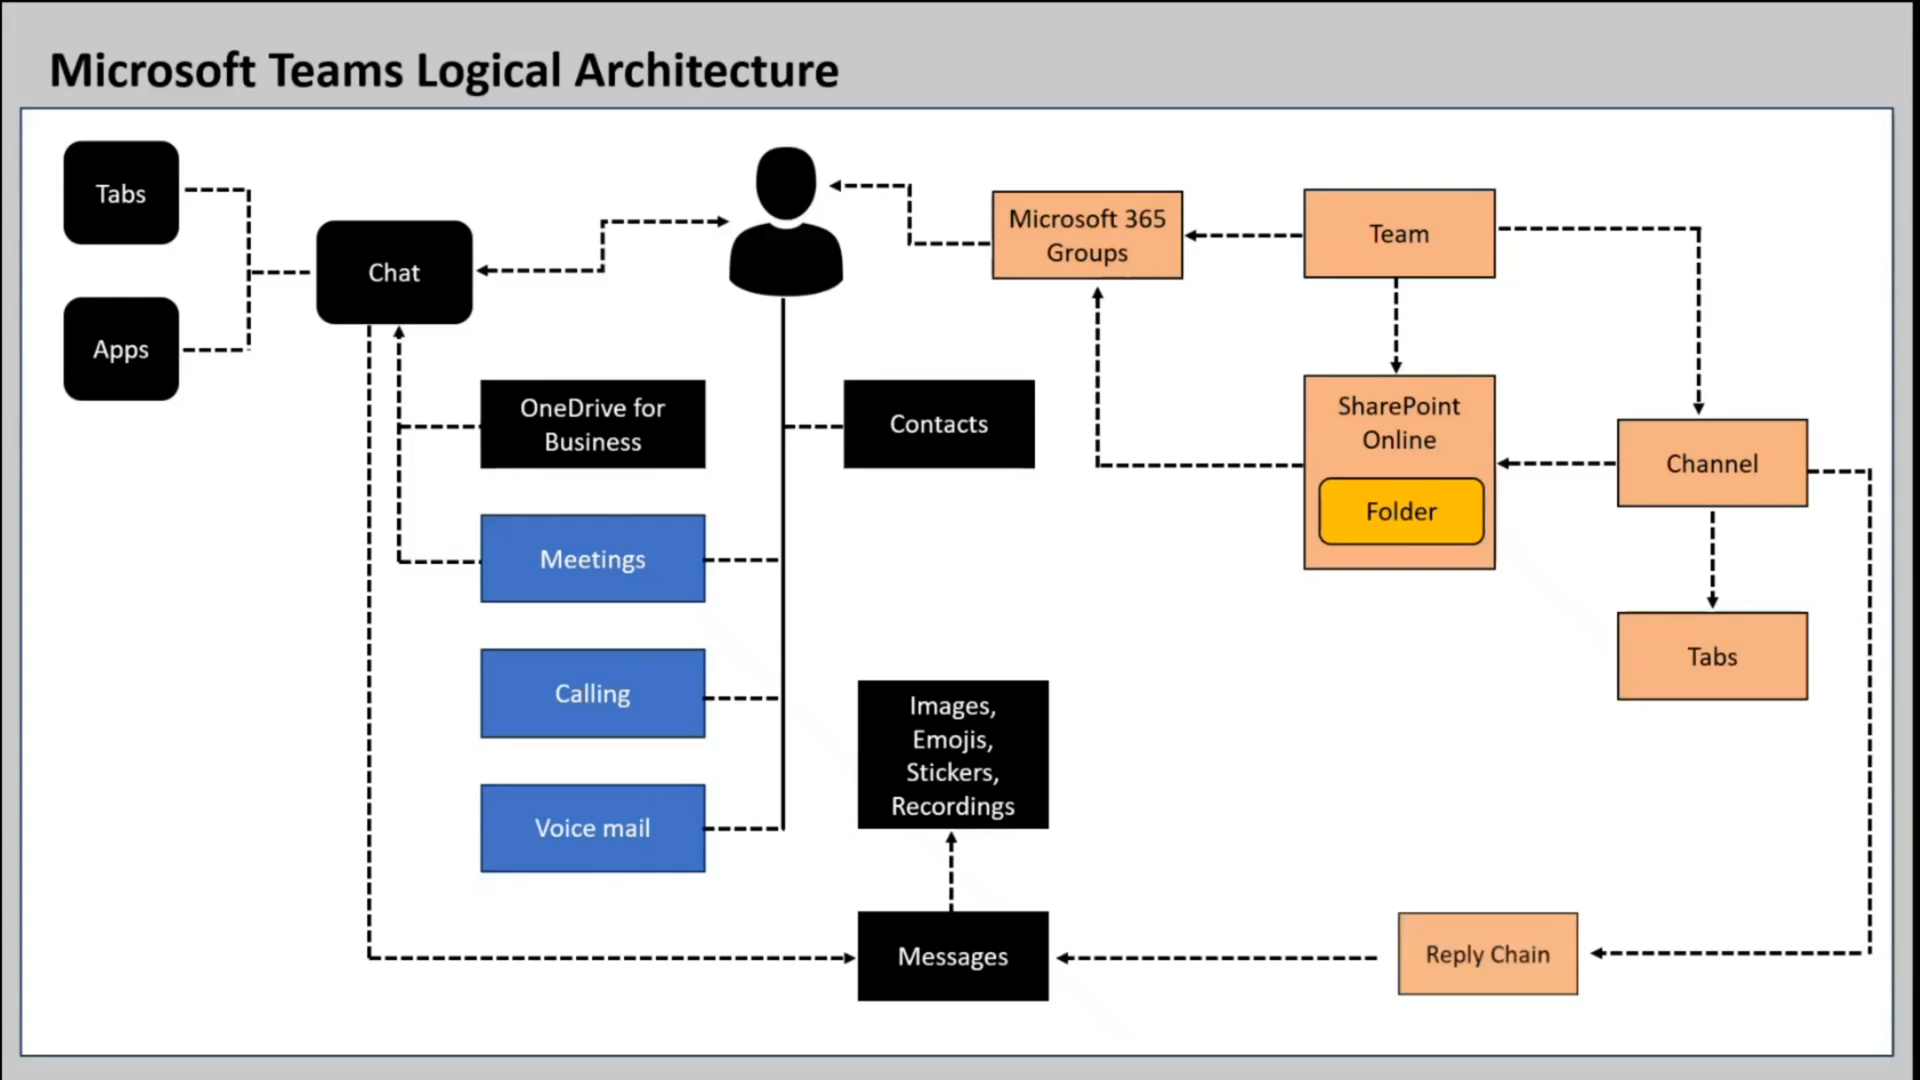 Microsoft Teams Logical Architecture
Tabs
Apps
Chat
Microsoft 365
Groups
Team
OneDrive for
Business
Contacts
SharePoint
Online
Folder
Channel
Meetings
Calling
Tabs
Images,
Emojis,
Stickers,
Recordings
Voice mail
Messages
Reply Chain